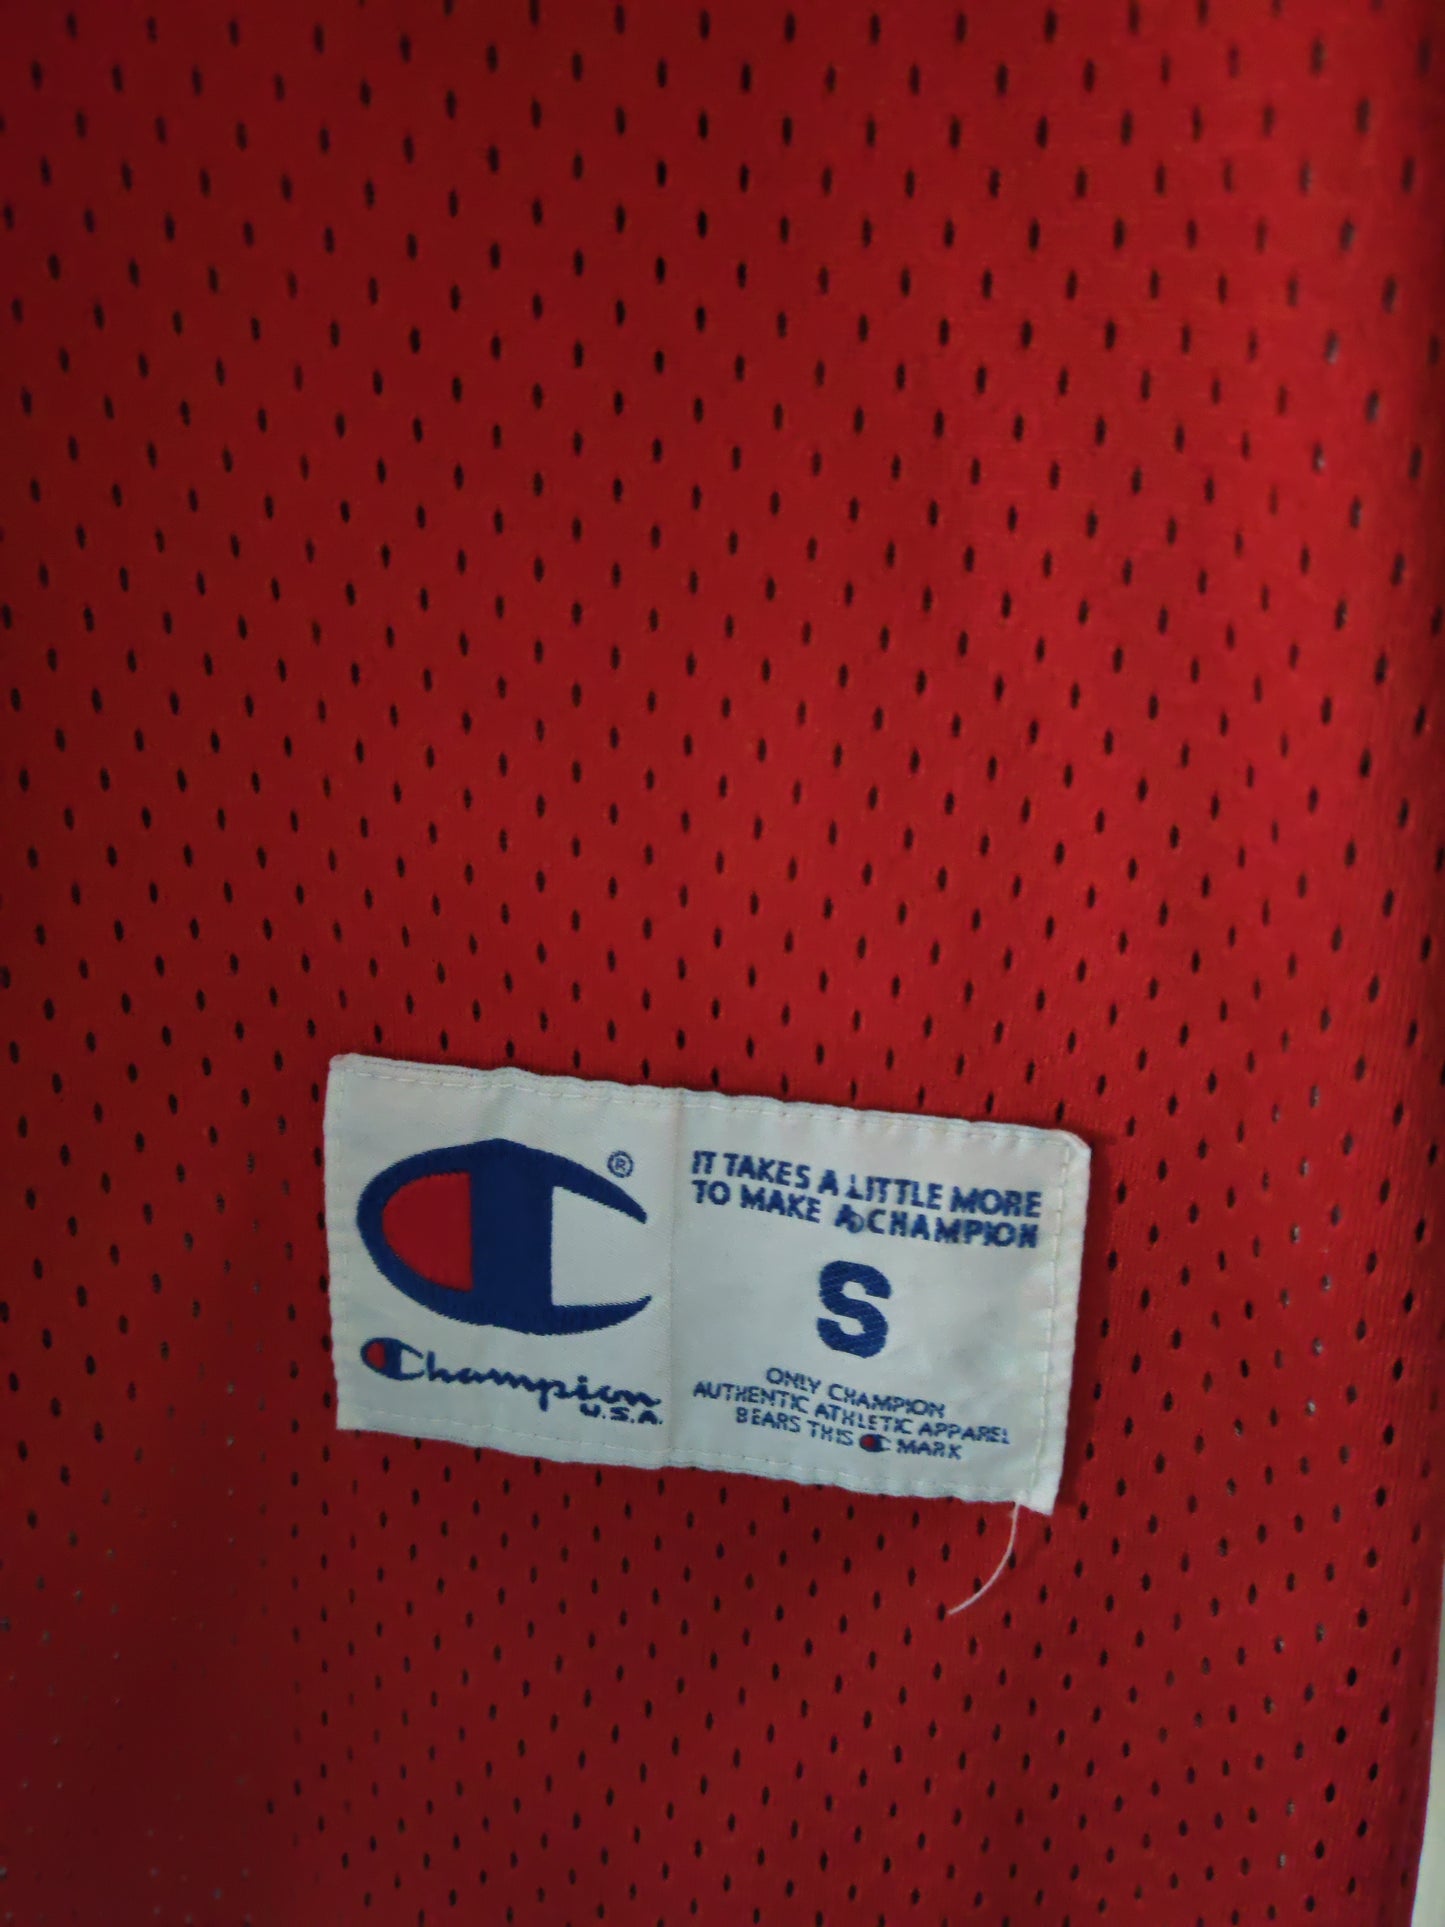 ®
Champion
U.S.A.
IT TAKES A LITTLE MORE
TO MAKE A CHAMPION
S
ONLY CHAMPION
AUTHENTIC ATHLETIC APPAREL
BEARS THIS C MARK